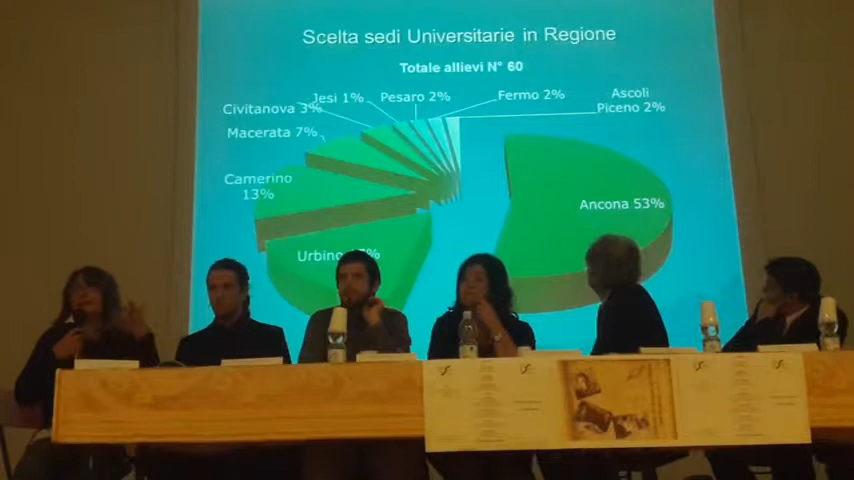 Scelta sedi Universitarie in Regione
Totale allievi N° 60
Jesi 1%
Pesaro 2%
Fermo 2%
Ascoli
Piceno 2%
Civitanova 3%
Macerata 7%
Camerino
13%
Ancona 53%
Urbino